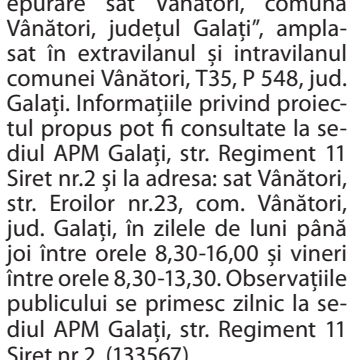 epurare sat Vânători, comuna
Vânători, județul Galați”, ampla-
sat în extravilanul și intravilanul
comunei Vânători, T35, P 548, jud.
Galați. Informațiile privind proiec-
tul propus pot fi consultate la se-
diul APM Galați, str. Regiment 11
Siret nr.2 și la adresa: sat Vânători,
str. Eroilor nr.23, com. Vânători,
jud. Galați, în zilele de luni până
joi între orele 8,30-16,00 și vineri
între orele 8,30-13,30. Observațiile
publicului se primesc zilnic la se-
diul APM Galați, str. Regiment 11
Siret nr.2. (133567)